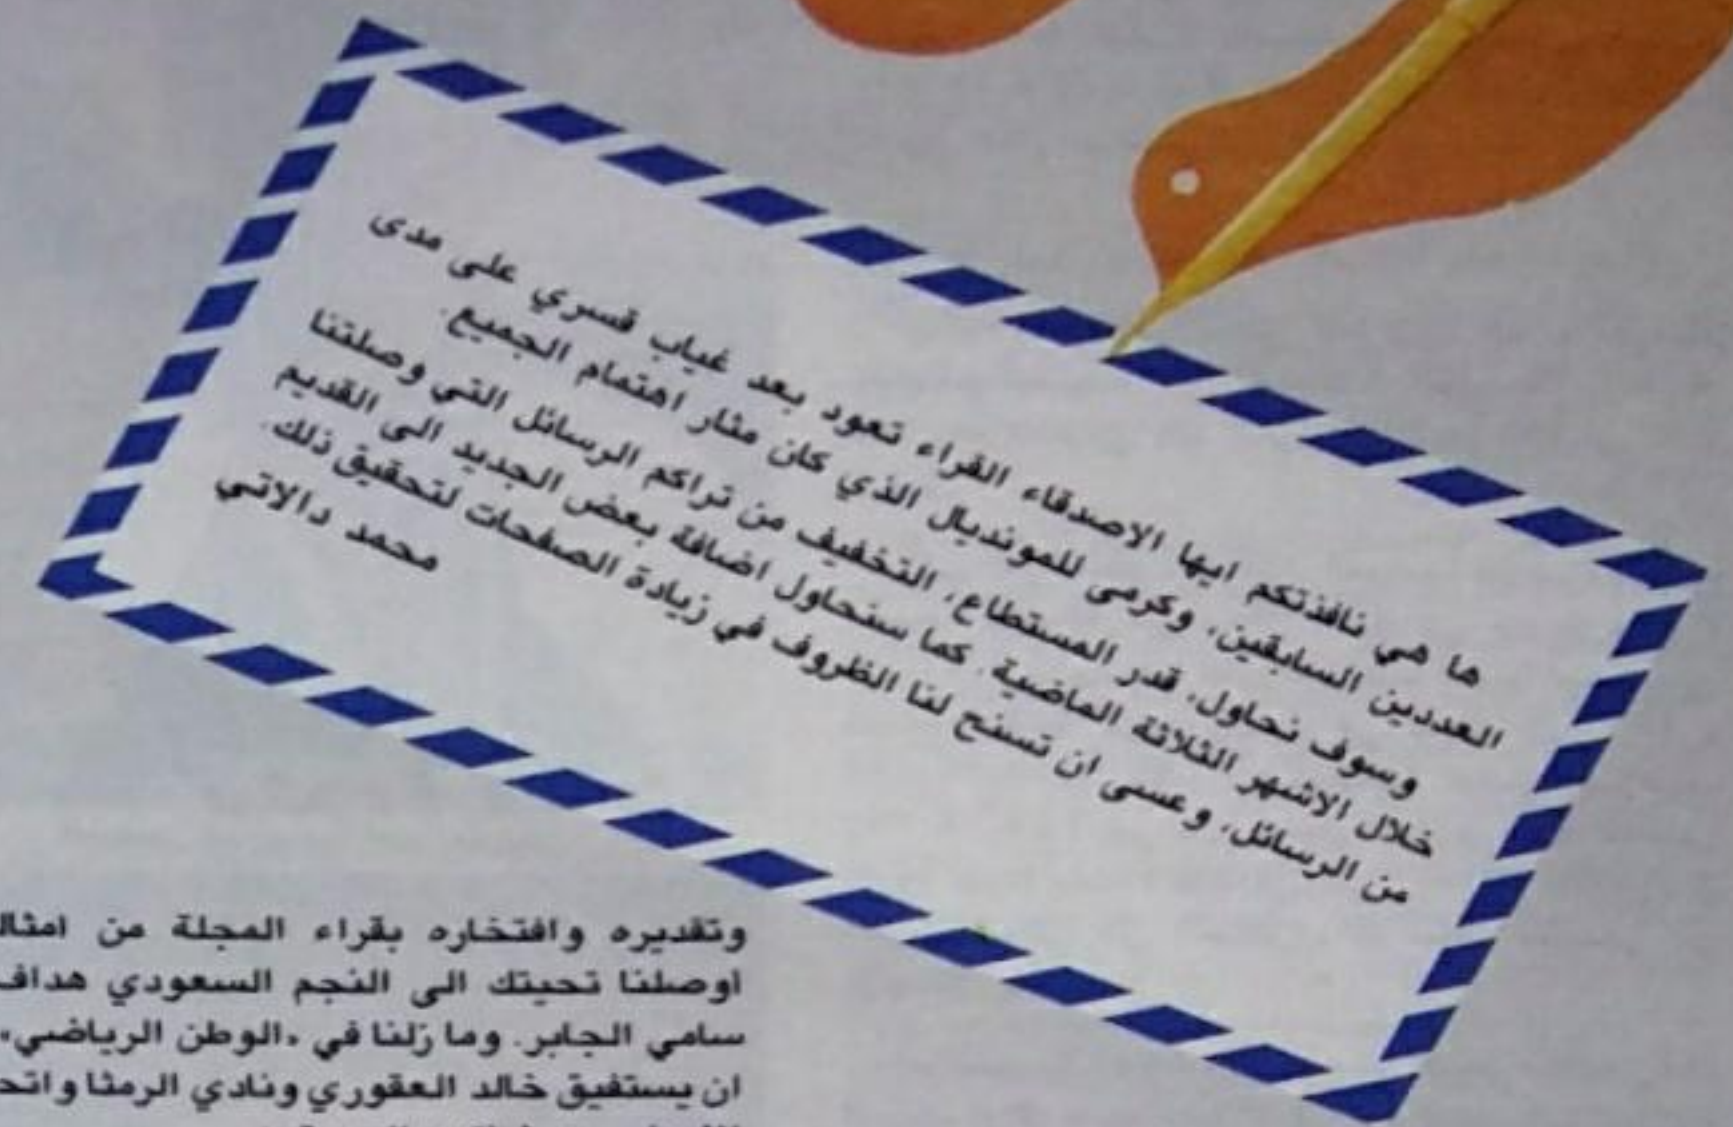 ها هي نافذتكم ايها الاصدقاء القراء تعود بعد غياب قسري على مدى
العددين السابقين، وكرمى للمونديال الذي كان مثار اهتمام الجميع.
وسوف نحاول، قدر المستطاع، التخفيف من تراكم الرسائل التي وصلتنا
خلال الاشهر الثلاثة الماضية. كما سنحاول اضافة بعض الجديد الى القديم
من الرسائل، وعسى ان تسنح لنا الظروف في زيادة الصفحات لتحقيق ذلك.
محمد دالاتي
وتقديره وافتخاره بقراء المجلة من امثال
اوصلنا تحيتك الى النجم السعودي هداف
سامي الجابر. وما زلنا في «الوطن الرياضي»
ان يستفيق خالد العقوري ونادي الرمثا واتحـ